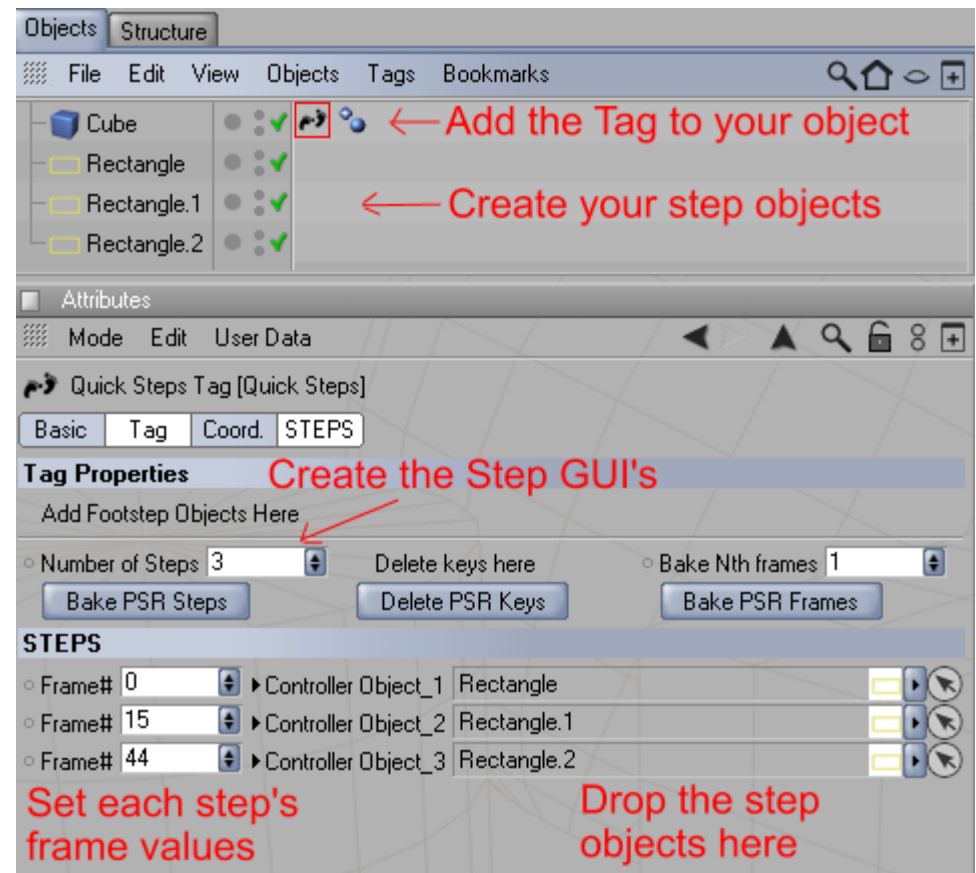 Objects Structure
File Edit View Objects Tags Bookmarks
Cube Add the Tag to your object
Rectangle
Rectangle.1 Create your step objects
Rectangle.2
Attributes
Mode Edit User Data
Quick Steps Tag [Quick Steps]
Basic Tag Coord. STEPS
Tag Properties Create the Step GUI's
Add Footstep Objects Here
Number of Steps 3 Delete keys here Bake Nth frames 1
Bake PSR Steps Delete PSR Keys Bake PSR Frames
STEPS
Frame# 0 Controller Object_1 Rectangle
Frame# 15 Controller Object_2 Rectangle.1
Frame# 44 Controller Object_3 Rectangle.2
Set each step's Drop the step
frame values objects here